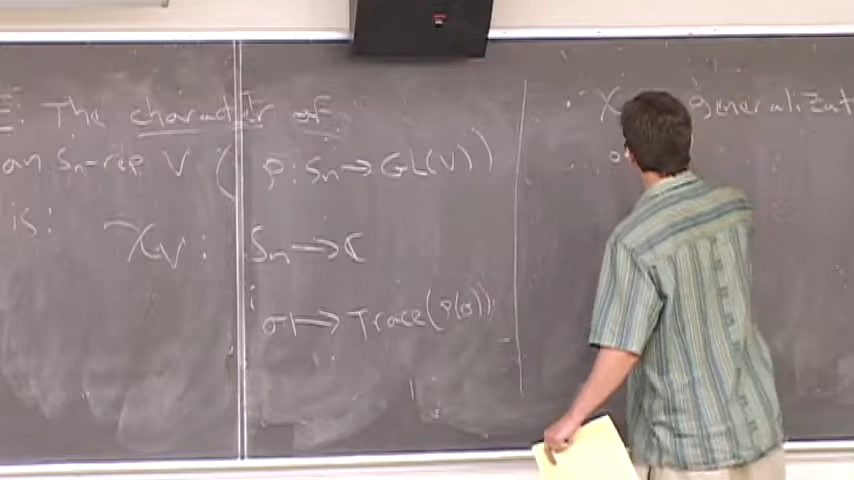 The character of
an Sn-rep V (ρ: Sn → GL(V))
is:
χV: Sn → ℂ
σ ↦ Trace(ρ(σ))
χ generalizat